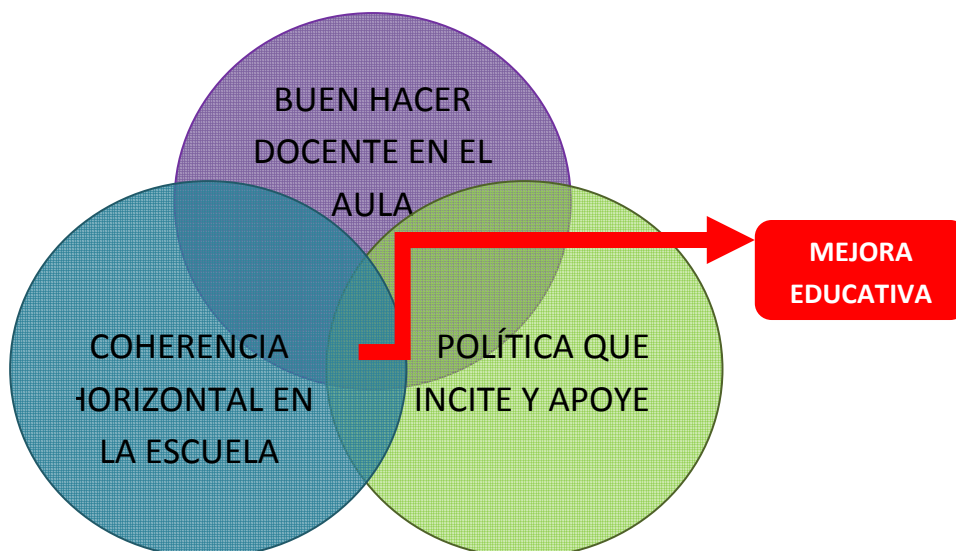 BUEN HACER
DOCENTE EN EL
AULA
MEJORA
EDUCATIVA
COHERENCIA
HORIZONTAL EN
LA ESCUELA
POLÍTICA QUE
INCITE Y APOYE